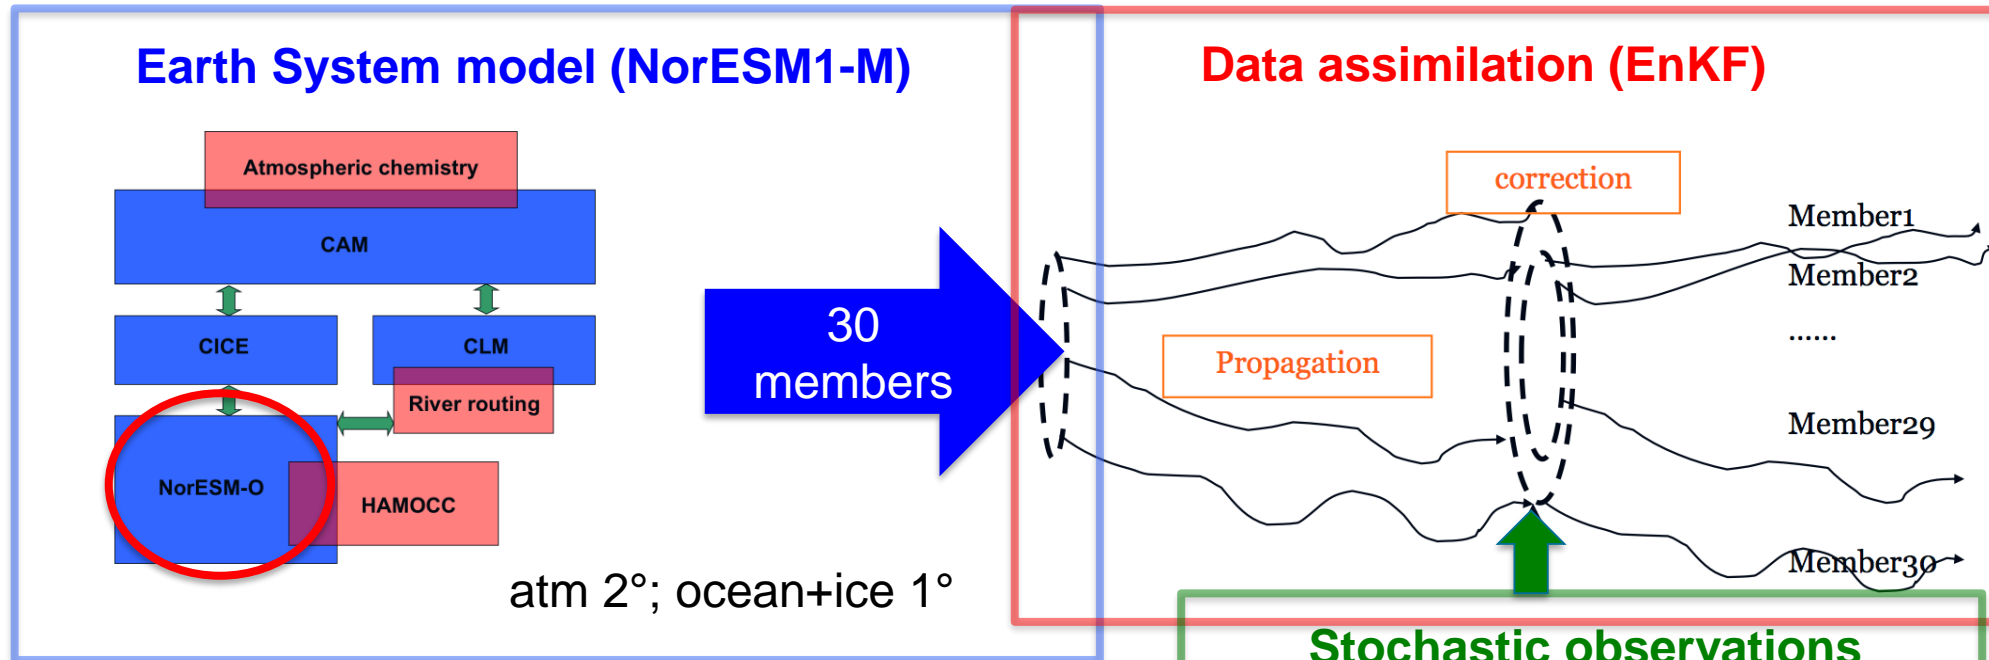 Earth System model (NorESM1-M)
Atmospheric chemistry
CAM
CICE
CLM
River routing
NorESM-O
HAMOCC
atm 2°; ocean+ice 1°
30
members
Data assimilation (EnKF)
correction
Propagation
Member1
Member2
......
Member29
Member30
Stochastic observations